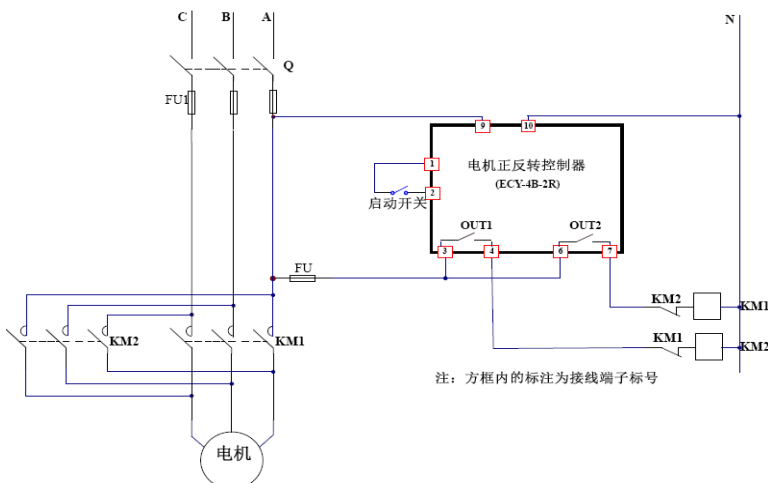 C B A
N
Q
FU1
9 10
电机正反转控制器
(ECY-4B-2R)
1
2
启动开关
OUT1 OUT2
3 4 6 7
FU
KM2 KM1
KM1 KM2
KM2 KM1
注：方框内的标注为接线端子标号
电机